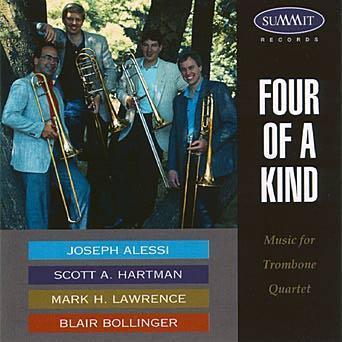 SUMMIT
RECORDS
FOUR
OF A
KIND
Music for
Trombone
Quartet
JOSEPH ALESSI
SCOTT A. HARTMAN
MARK H. LAWRENCE
BLAIR BOLLINGER